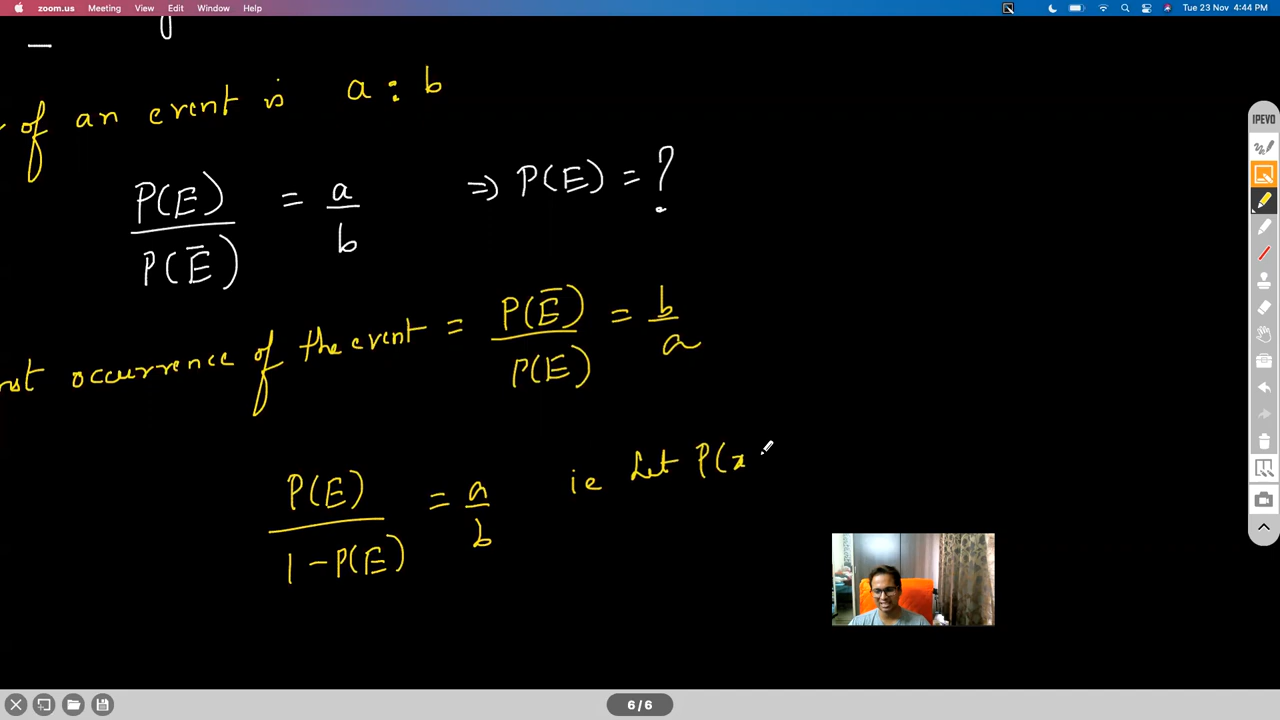 zoom.us Meeting View Edit Window Help Tue 23 Nov 4:44 PM
of an event is a : b
P(E)/P(Ē) = a/b ⇒ P(E) = ?
occurrence of the event = P(Ē)/P(E) = b/a
P(E)/1-P(E) = a/b ie Let P(x
IPEVO
6/6